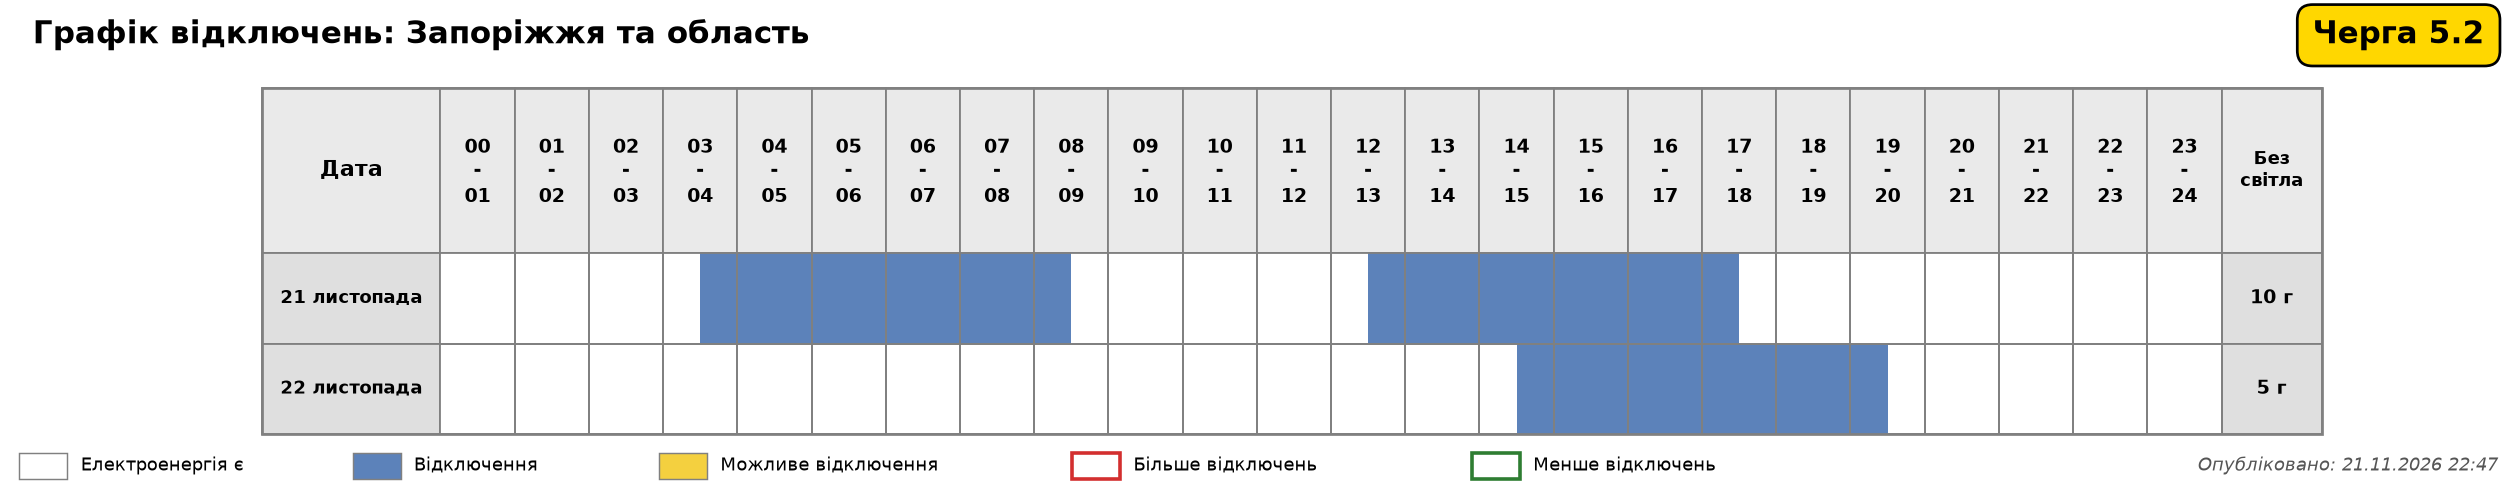 Графік відключень: Запоріжжя та область
Черга 5.2
Дата
00 - 01
01 - 02
02 - 03
03 - 04
04 - 05
05 - 06
06 - 07
07 - 08
08 - 09
09 - 10
10 - 11
11 - 12
12 - 13
13 - 14
14 - 15
15 - 16
16 - 17
17 - 18
18 - 19
19 - 20
20 - 21
21 - 22
22 - 23
23 - 24
Без
світла
21 листопада
10 г
22 листопада
5 г
Електроенергія є
Відключення
Можливе відключення
Більше відключень
Менше відключень
Опубліковано: 21.11.2026 22:47